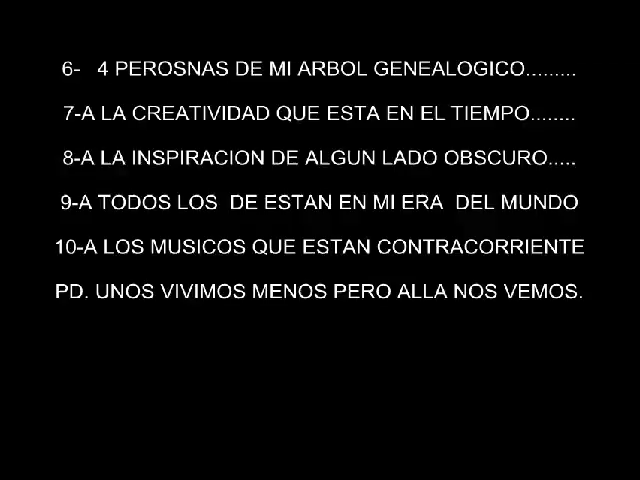 6-   4 PEROSNAS DE MI ARBOL GENEALOGICO.........
7-A LA CREATIVIDAD QUE ESTA EN EL TIEMPO........
8-A LA INSPIRACION DE ALGUN LADO OBSCURO.....
9-A TODOS LOS  DE ESTAN EN MI ERA  DEL MUNDO
10-A LOS MUSICOS QUE ESTAN CONTRACORRIENTE
PD. UNOS VIVIMOS MENOS PERO ALLA NOS VEMOS.